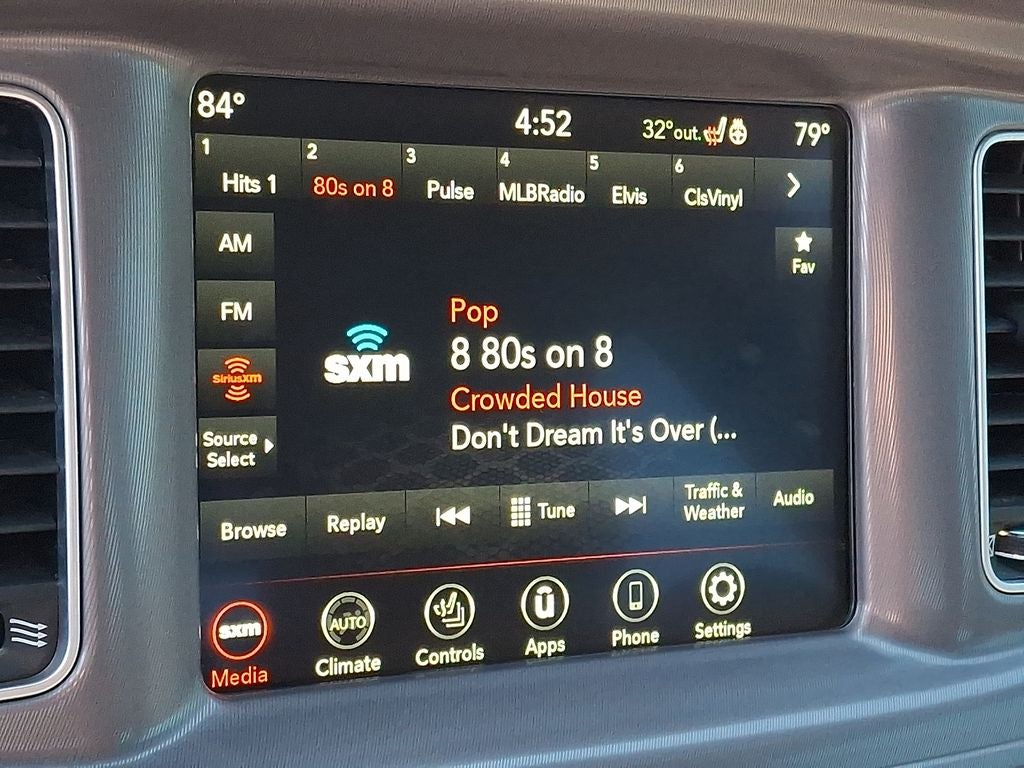 84°
4:52
32°out.
79°
1
2
3
4
5
6
Hits 1
80s on 8
Pulse
MLBRadio
Elvis
ClsVinyl
AM
Fav
FM
Pop
8 80s on 8
sxm
SiriusXM
Crowded House
Don't Dream It's Over (...
Source
Select
Browse
Replay
Tune
Traffic &
Weather
Audio
sxm
AUTO
u
Media
Climate
Controls
Apps
Phone
Settings